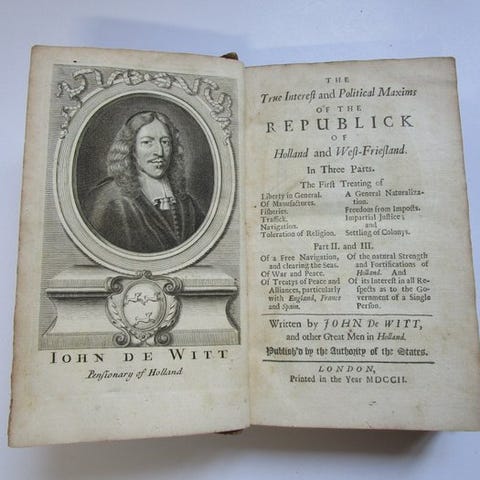 IOHN DE WITT
Pensionary of Holland
THE
True Interest and Political Maxims
OF THE
REPUBLICK
OF
Holland and West-Friesland.
In Three Parts.
The First Treating of
Liberty in General.
Of Manufactures.
Fisheries.
Traffick.
Navigation.
Toleration of Religion.
A General Naturaliza-
tion.
Freedom from Imposts.
Impartial Justice; and
Settling of Colonys.
Part II. and III.
Of a Free Navigation,
and clearing the Seas.
Of War and Peace.
Of Treatys of Peace and
Alliances, particularly
with England, France
and Spain.
Of the natural Strength
and Fortifications of
Holland. And
Of its Interest in all Re-
spects as to the Go-
vernment of a Single
Person.
Written by JOHN DE WITT,
and other Great Men in Holland.
Publish'd by the Authority of the States.
LONDON,
Printed in the Year MDCCII.